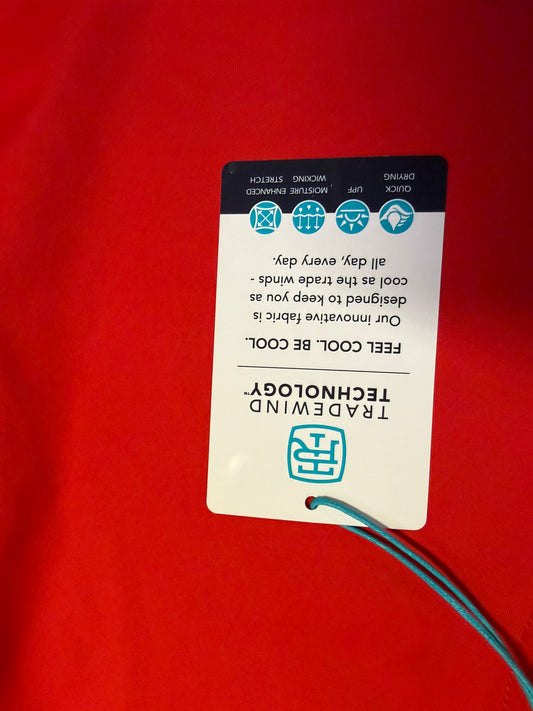 TRADEWIND
TECHNOLOGY™
FEEL COOL. BE COOL.
Our innovative fabric is
designed to keep you as
cool as the trade winds -
all day, every day.
QUICK
DRYING
UPF
MOISTURE
WICKING
ENHANCED
STRETCH